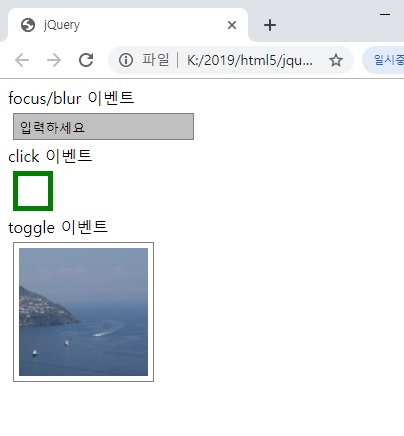 jQuery
파일 K:/2019/html5/jqu... 일시중
focus/blur 이벤트
입력하세요
click 이벤트
toggle 이벤트